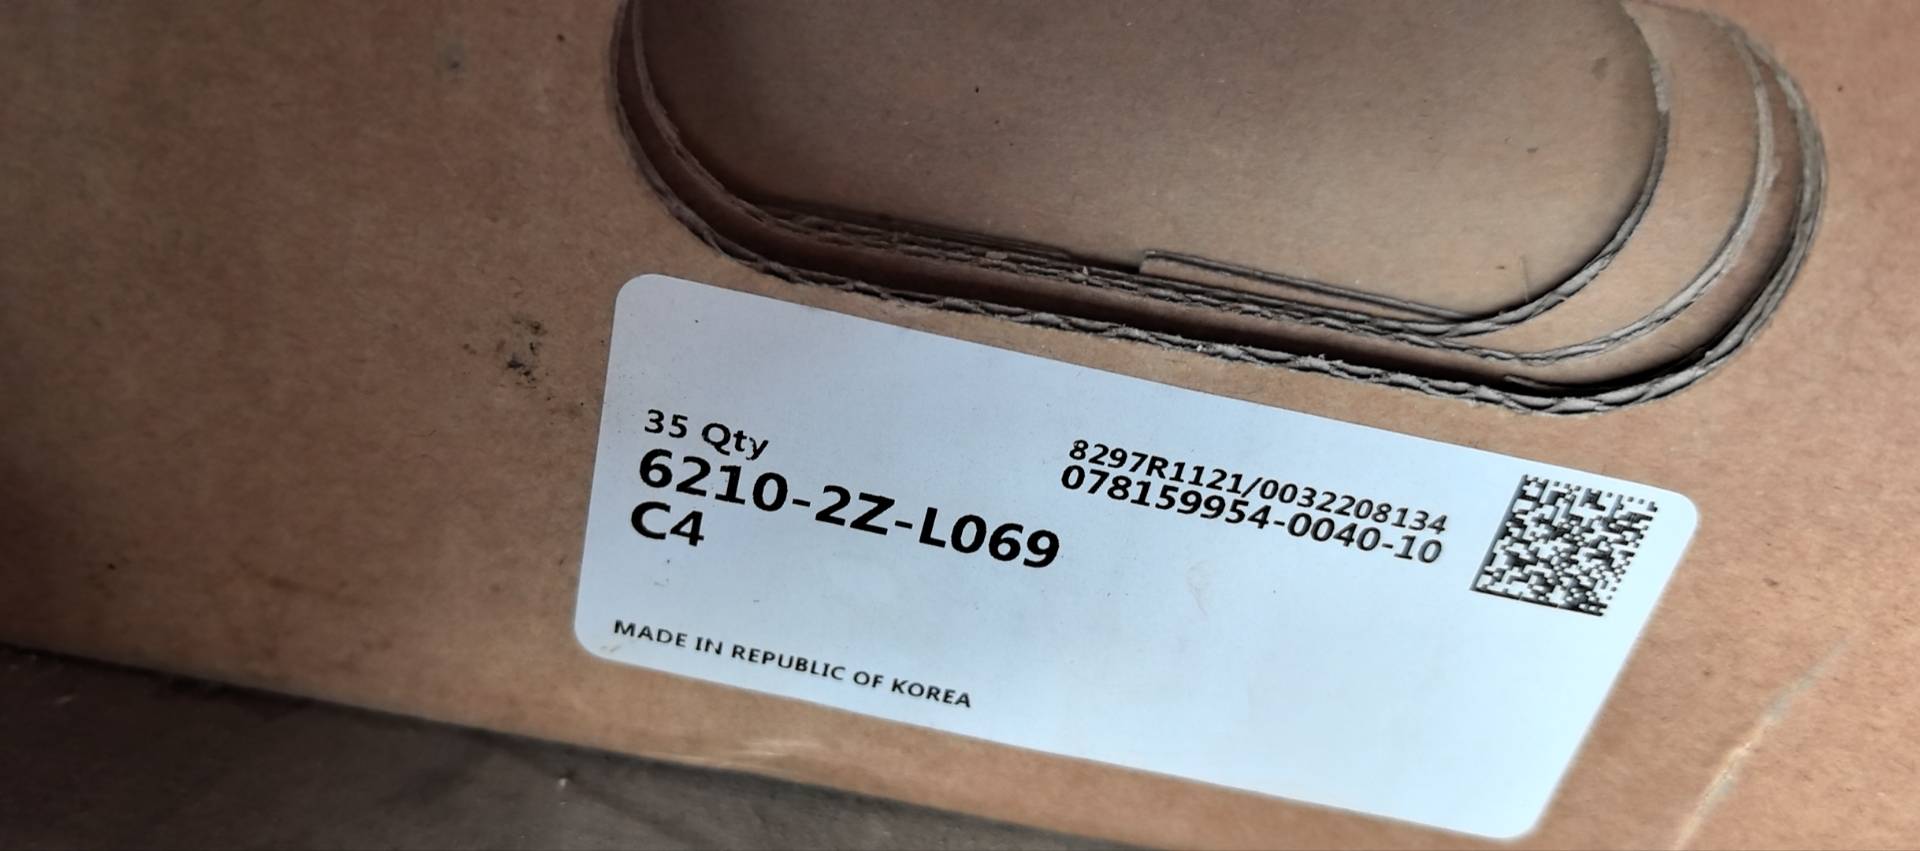 35 Qty
6210-2Z-L069
C4
8297R1121/0032208134
078159954-0040-10
MADE IN REPUBLIC OF KOREA